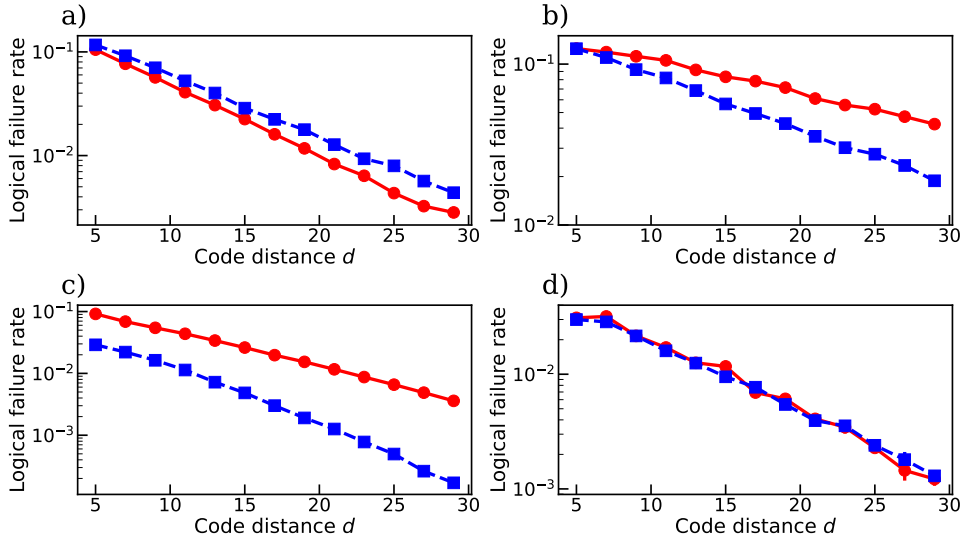 a)
Logical failure rate
10⁻¹
10⁻²
5 10 15 20 25 30
Code distance d
b)
Logical failure rate
10⁻¹
10⁻²
5 10 15 20 25 30
Code distance d
c)
Logical failure rate
10⁻¹
10⁻²
10⁻³
5 10 15 20 25 30
Code distance d
d)
Logical failure rate
10⁻²
10⁻³
5 10 15 20 25 30
Code distance d